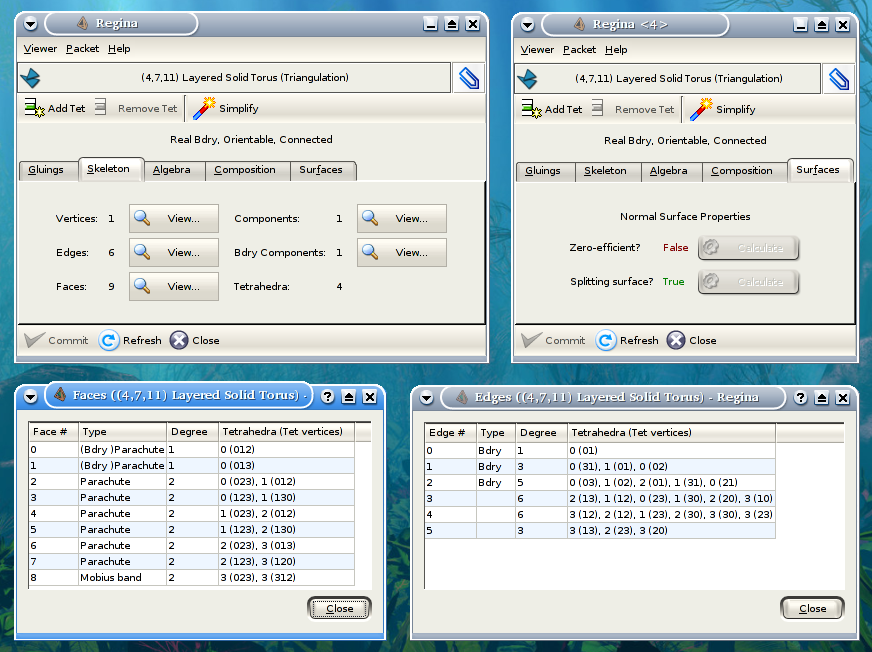 Regina
Viewer Packet Help
(4,7,11) Layered Solid Torus (Triangulation)
Add Tet Remove Tet Simplify
Real Bdry, Orientable, Connected
Gluings Skeleton Algebra Composition Surfaces
Vertices: 1 View... Components: 1 View...
Edges: 6 View... Bdry Components: 1 View...
Faces: 9 View... Tetrahedra: 4
Commit Refresh Close
Regina <4>
Viewer Packet Help
(4,7,11) Layered Solid Torus (Triangulation)
Add Tet Remove Tet Simplify
Real Bdry, Orientable, Connected
Gluings Skeleton Algebra Composition Surfaces
Normal Surface Properties
Zero-efficient? False Calculate
Splitting surface? True Calculate
Commit Refresh Close
Faces ((4,7,11) Layered Solid Torus) -
Face # Type Degree Tetrahedra (Tet vertices)
0 (Bdry )Parachute 1 0 (012)
1 (Bdry )Parachute 1 0 (013)
2 Parachute 2 0 (023), 1 (012)
3 Parachute 2 0 (123), 1 (130)
4 Parachute 2 1 (023), 2 (012)
5 Parachute 2 1 (123), 2 (130)
6 Parachute 2 2 (023), 3 (013)
7 Parachute 2 2 (123), 3 (120)
8 Mobius band 2 3 (023), 3 (312)
Close
Edges ((4,7,11) Layered Solid Torus) - Regina
Edge # Type Degree Tetrahedra (Tet vertices)
0 Bdry 1 0 (01)
1 Bdry 3 0 (31), 1 (01), 0 (02)
2 Bdry 5 0 (03), 1 (02), 2 (01), 1 (31), 0 (21)
3 6 2 (13), 1 (12), 0 (23), 1 (30), 2 (20), 3 (10)
4 6 3 (12), 2 (12), 1 (23), 2 (30), 3 (30), 3 (23)
5 3 3 (13), 2 (23), 3 (20)
Close